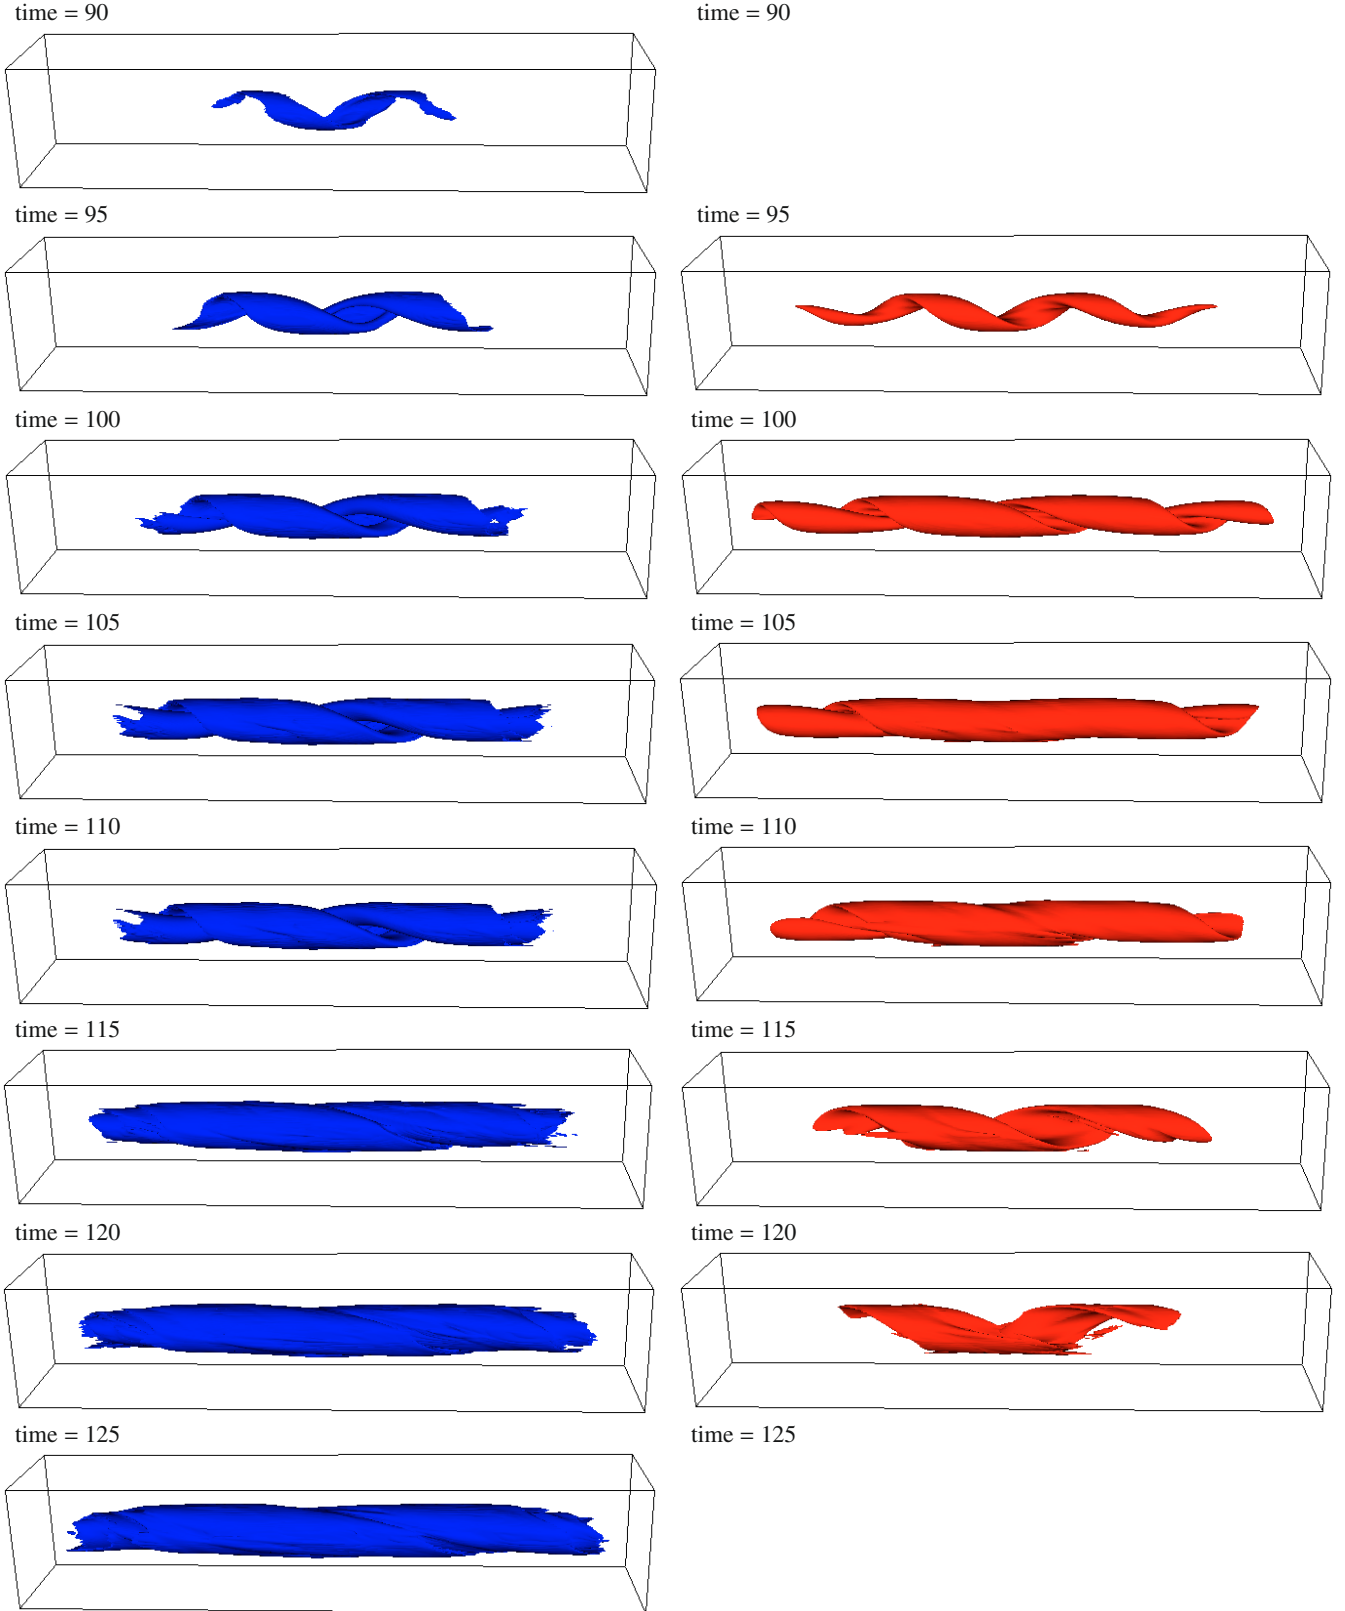 time = 90
time = 90
time = 95
time = 95
time = 100
time = 100
time = 105
time = 105
time = 110
time = 110
time = 115
time = 115
time = 120
time = 120
time = 125
time = 125